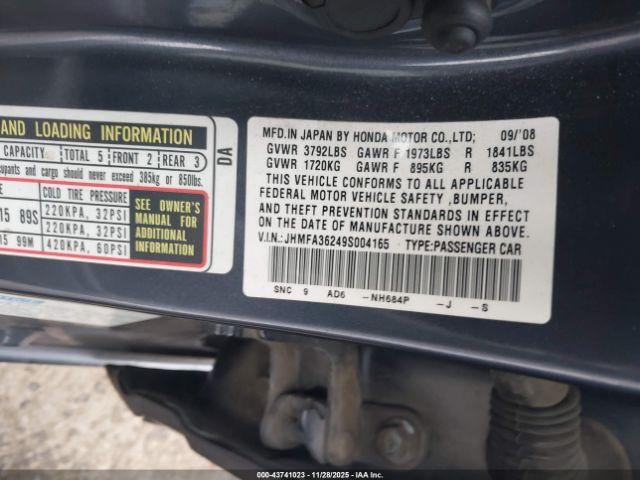 AND LOADING INFORMATION
CAPACITY TOTAL 5 FRONT 2 REAR 3
cupants and cargo should never exceed 385kg or 850lbs.
E COLD TIRE PRESSURE
15 89S 220KPA, 32PSI
220KPA, 32PSI
15 99M 420KPA, 60PSI
SEE OWNER'S
MANUAL FOR
ADDITIONAL
INFORMATION
DA
MFD.IN JAPAN BY HONDA MOTOR CO.,LTD; 09/'08
GVWR 3792LBS GAWR F 1973LBS R 1841LBS
GVWR 1720KG GAWR F 895KG R 835KG
THIS VEHICLE CONFORMS TO ALL APPLICABLE
FEDERAL MOTOR VEHICLE SAFETY ,BUMPER,
AND THEFT PREVENTION STANDARDS IN EFFECT
ON THE DATE OF MANUFACTURE SHOWN ABOVE.
V.IN.:JHMFA36249S004165 TYPE:PASSENGER CAR
SNC 9 AD6 -NH684P -J -S
000-43741023 11/28/2025 IAAI, Inc.